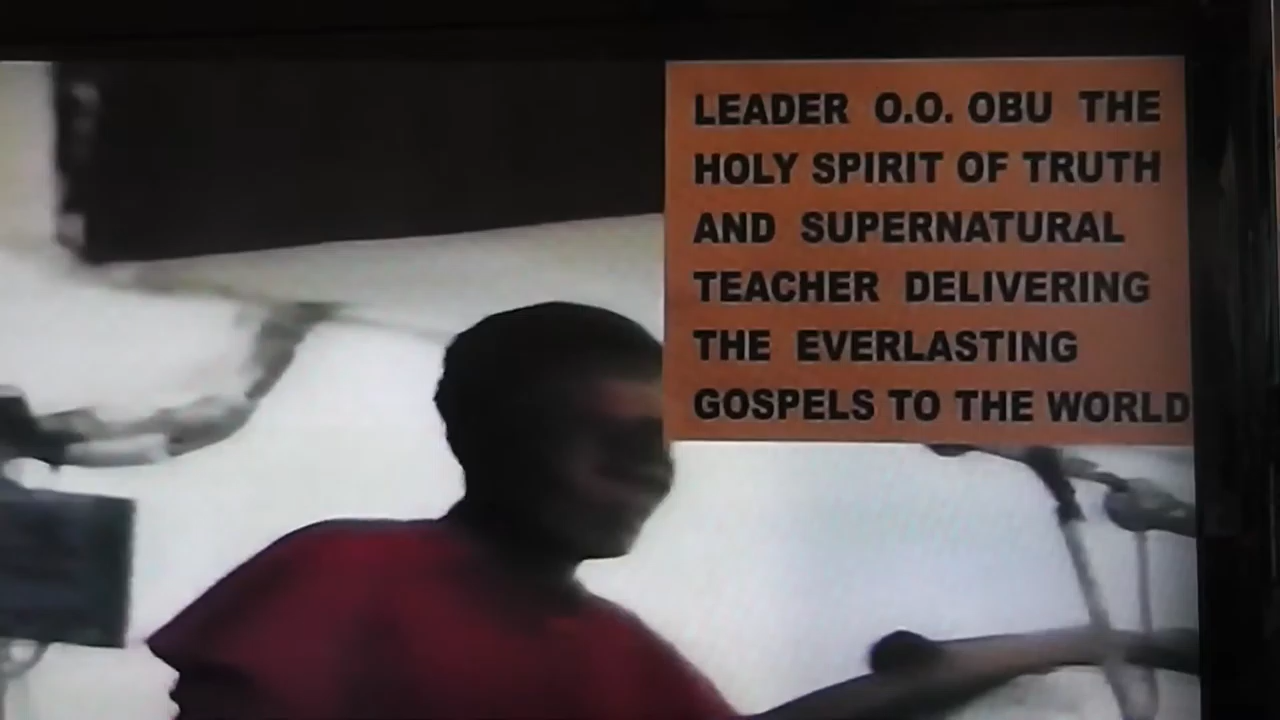 LEADER O.O. OBU THE
HOLY SPIRIT OF TRUTH
AND SUPERNATURAL
TEACHER DELIVERING
THE EVERLASTING
GOSPELS TO THE WORLD